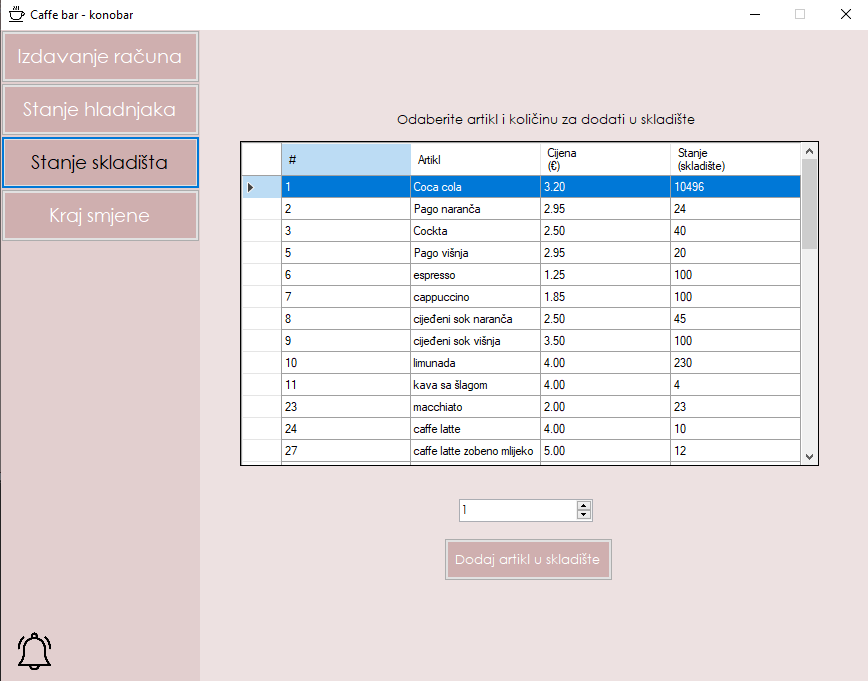 Caffe bar - konobar
Izdavanje računa
Stanje hladnjaka
Stanje skladišta
Kraj smjene
Odaberite artikl i količinu za dodati u skladište
# Artikl Cijena (€) Stanje (skladište)
1 Coca cola 3.20 10496
2 Pago naranča 2.95 24
3 Cockta 2.50 40
5 Pago višnja 2.95 20
6 espresso 1.25 100
7 cappuccino 1.85 100
8 cijeđeni sok naranča 2.50 45
9 cijeđeni sok višnja 3.50 100
10 limunada 4.00 230
11 kava sa šlagom 4.00 4
23 macchiato 2.00 23
24 caffe latte 4.00 10
27 caffe latte zobeno mlijeko 5.00 12
1
Dodaj artikl u skladište